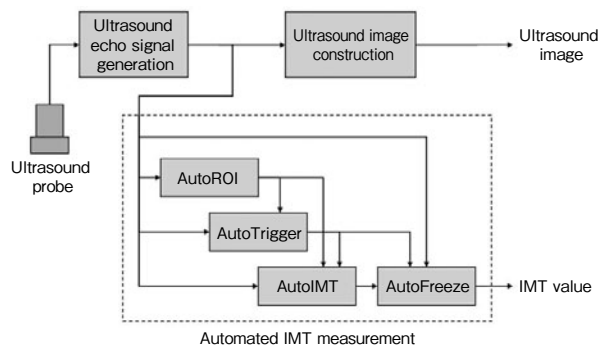 Ultrasound
echo signal
generation
Ultrasound image
construction
Ultrasound
image
Ultrasound
probe
AutoROI
AutoTrigger
AutoIMT
AutoFreeze
IMT value
Automated IMT measurement